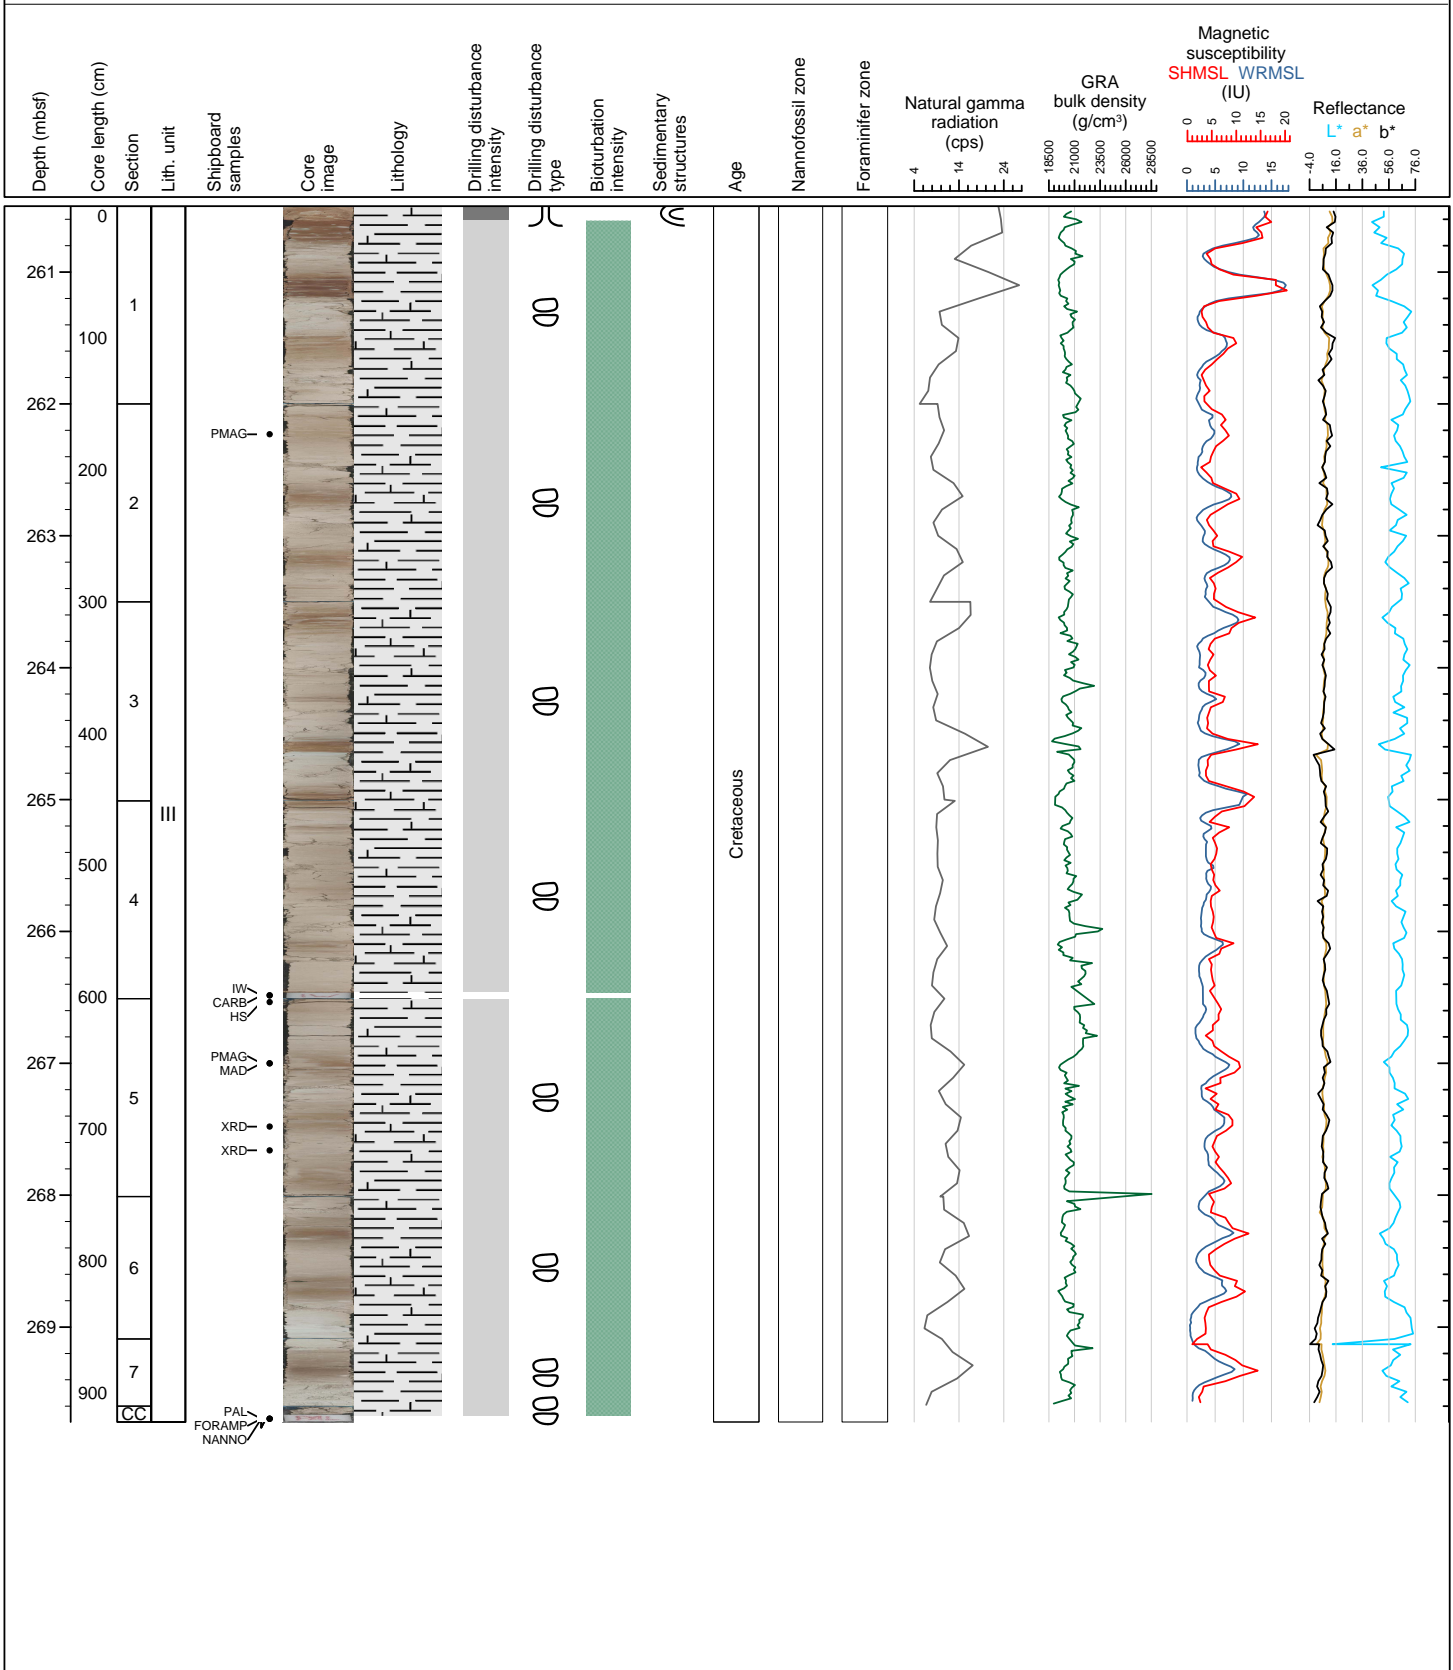 Depth (mbsf)
Core length (cm)
Section
Lith. unit
Shipboard
samples
Core
image
Lithology
Drilling disturbance
intensity
Drilling disturbance
type
Bioturbation
intensity
Sedimentary
structures
Age
Nannofossil zone
Foraminifer zone
Natural gamma
radiation
(cps)
4 14 24
GRA
bulk density
(g/cm³)
18500 21000 23500 26000 28500
Magnetic
susceptibility
SHMSL WRMSL
(IU)
0 5 10 15 20
0 5 10 15
Reflectance
L* a* b*
-4.0 16.0 36.0 56.0 76.0
0
261
1
100
262
PMAG
200
2
263
300
264
3
400
265
III
Cretaceous
500
4
266
IW
600
CARB
HS
PMAG
267
MAD
5
XRD
700
XRD
268
800
6
269
7
900
PAL
CC
FORAMP
NANNO